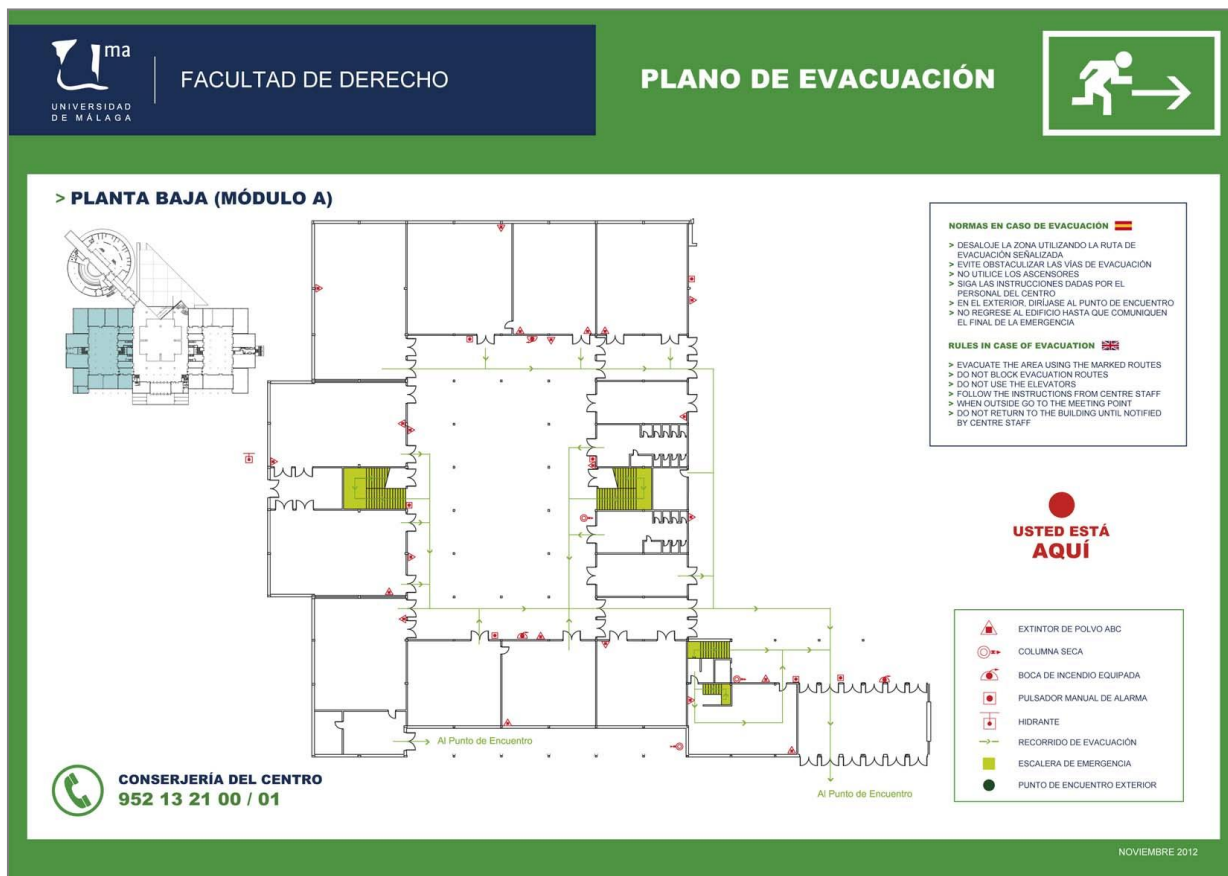 uma
UNIVERSIDAD
DE MÁLAGA
FACULTAD DE DERECHO
PLANO DE EVACUACIÓN
> PLANTA BAJA (MÓDULO A)
NORMAS EN CASO DE EVACUACIÓN
> DESALOJE LA ZONA UTILIZANDO LA RUTA DE
EVACUACIÓN SEÑALIZADA
> EVITE OBSTACULIZAR LAS VÍAS DE EVACUACIÓN
> NO UTILICE LOS ASCENSORES
> SIGA LAS INSTRUCCIONES DADAS POR EL
PERSONAL DEL CENTRO
> EN EL EXTERIOR, DIRÍJASE AL PUNTO DE ENCUENTRO
> NO REGRESE AL EDIFICIO HASTA QUE COMUNIQUEN
EL FINAL DE LA EMERGENCIA
RULES IN CASE OF EVACUATION
> EVACUATE THE AREA USING THE MARKED ROUTES
> DO NOT BLOCK EVACUATION ROUTES
> DO NOT USE THE ELEVATORS
> FOLLOW THE INSTRUCTIONS FROM CENTRE STAFF
> WHEN OUTSIDE GO TO THE MEETING POINT
> DO NOT RETURN TO THE BUILDING UNTIL NOTIFIED
BY CENTRE STAFF
USTED ESTÁ
AQUÍ
EXTINTOR DE POLVO ABC
COLUMNA SECA
BOCA DE INCENDIO EQUIPADA
PULSADOR MANUAL DE ALARMA
HIDRANTE
RECORRIDO DE EVACUACIÓN
ESCALERA DE EMERGENCIA
PUNTO DE ENCUENTRO EXTERIOR
Al Punto de Encuentro
Al Punto de Encuentro
CONSERJERÍA DEL CENTRO
952 13 21 00 / 01
NOVIEMBRE 2012